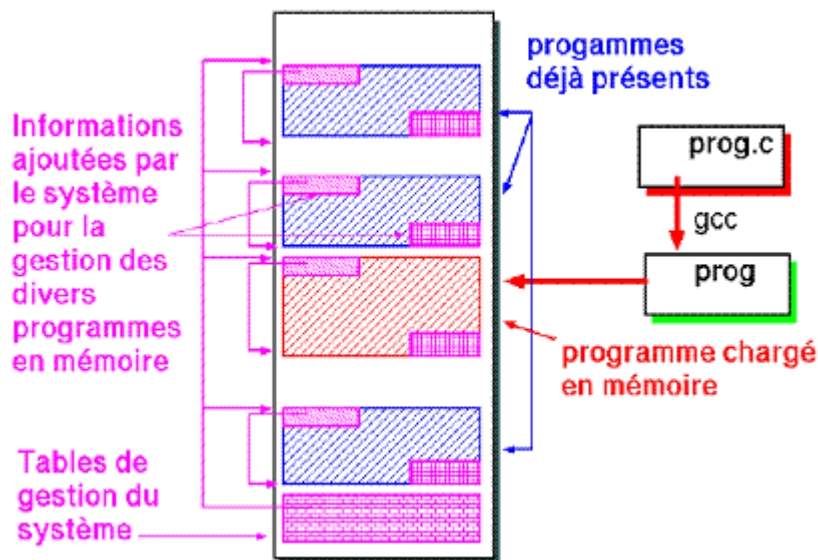 progammes
déjà présents
Informations
ajoutées par
le système
pour la
gestion des
divers
programmes
en mémoire
prog.c
gcc
prog
programme chargé
en mémoire
Tables de
gestion du
système